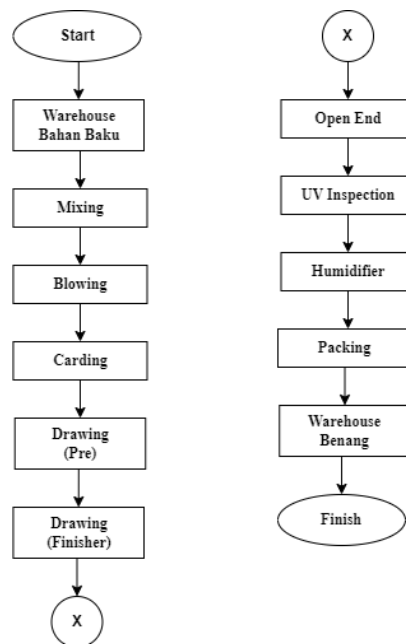 Start
Warehouse
Bahan Baku
Mixing
Blowing
Carding
Drawing
(Pre)
Drawing
(Finisher)
X
X
Open End
UV Inspection
Humidifier
Packing
Warehouse
Benang
Finish